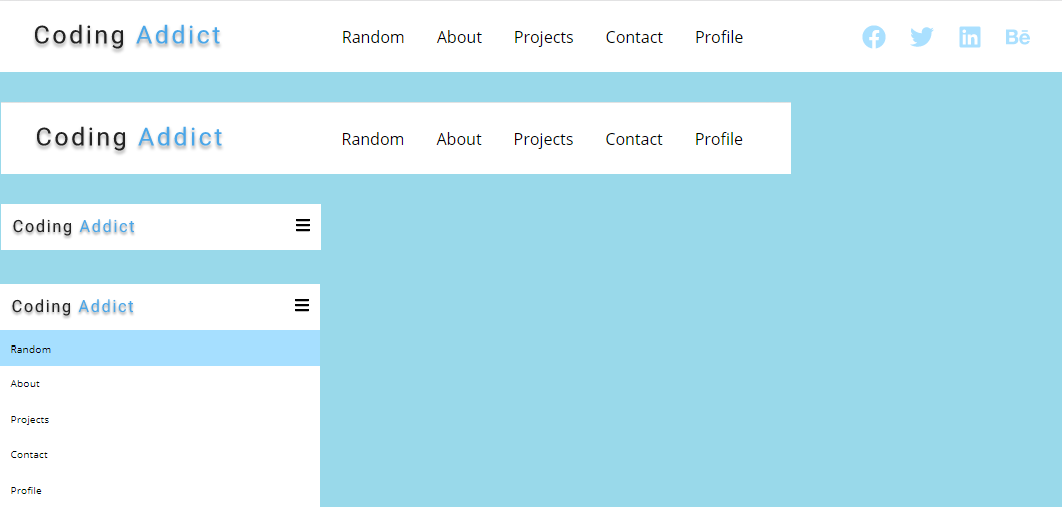 Coding Addict Random About Projects Contact Profile Bē
Coding Addict Random About Projects Contact Profile
Coding Addict
Coding Addict
Random
About
Projects
Contact
Profile